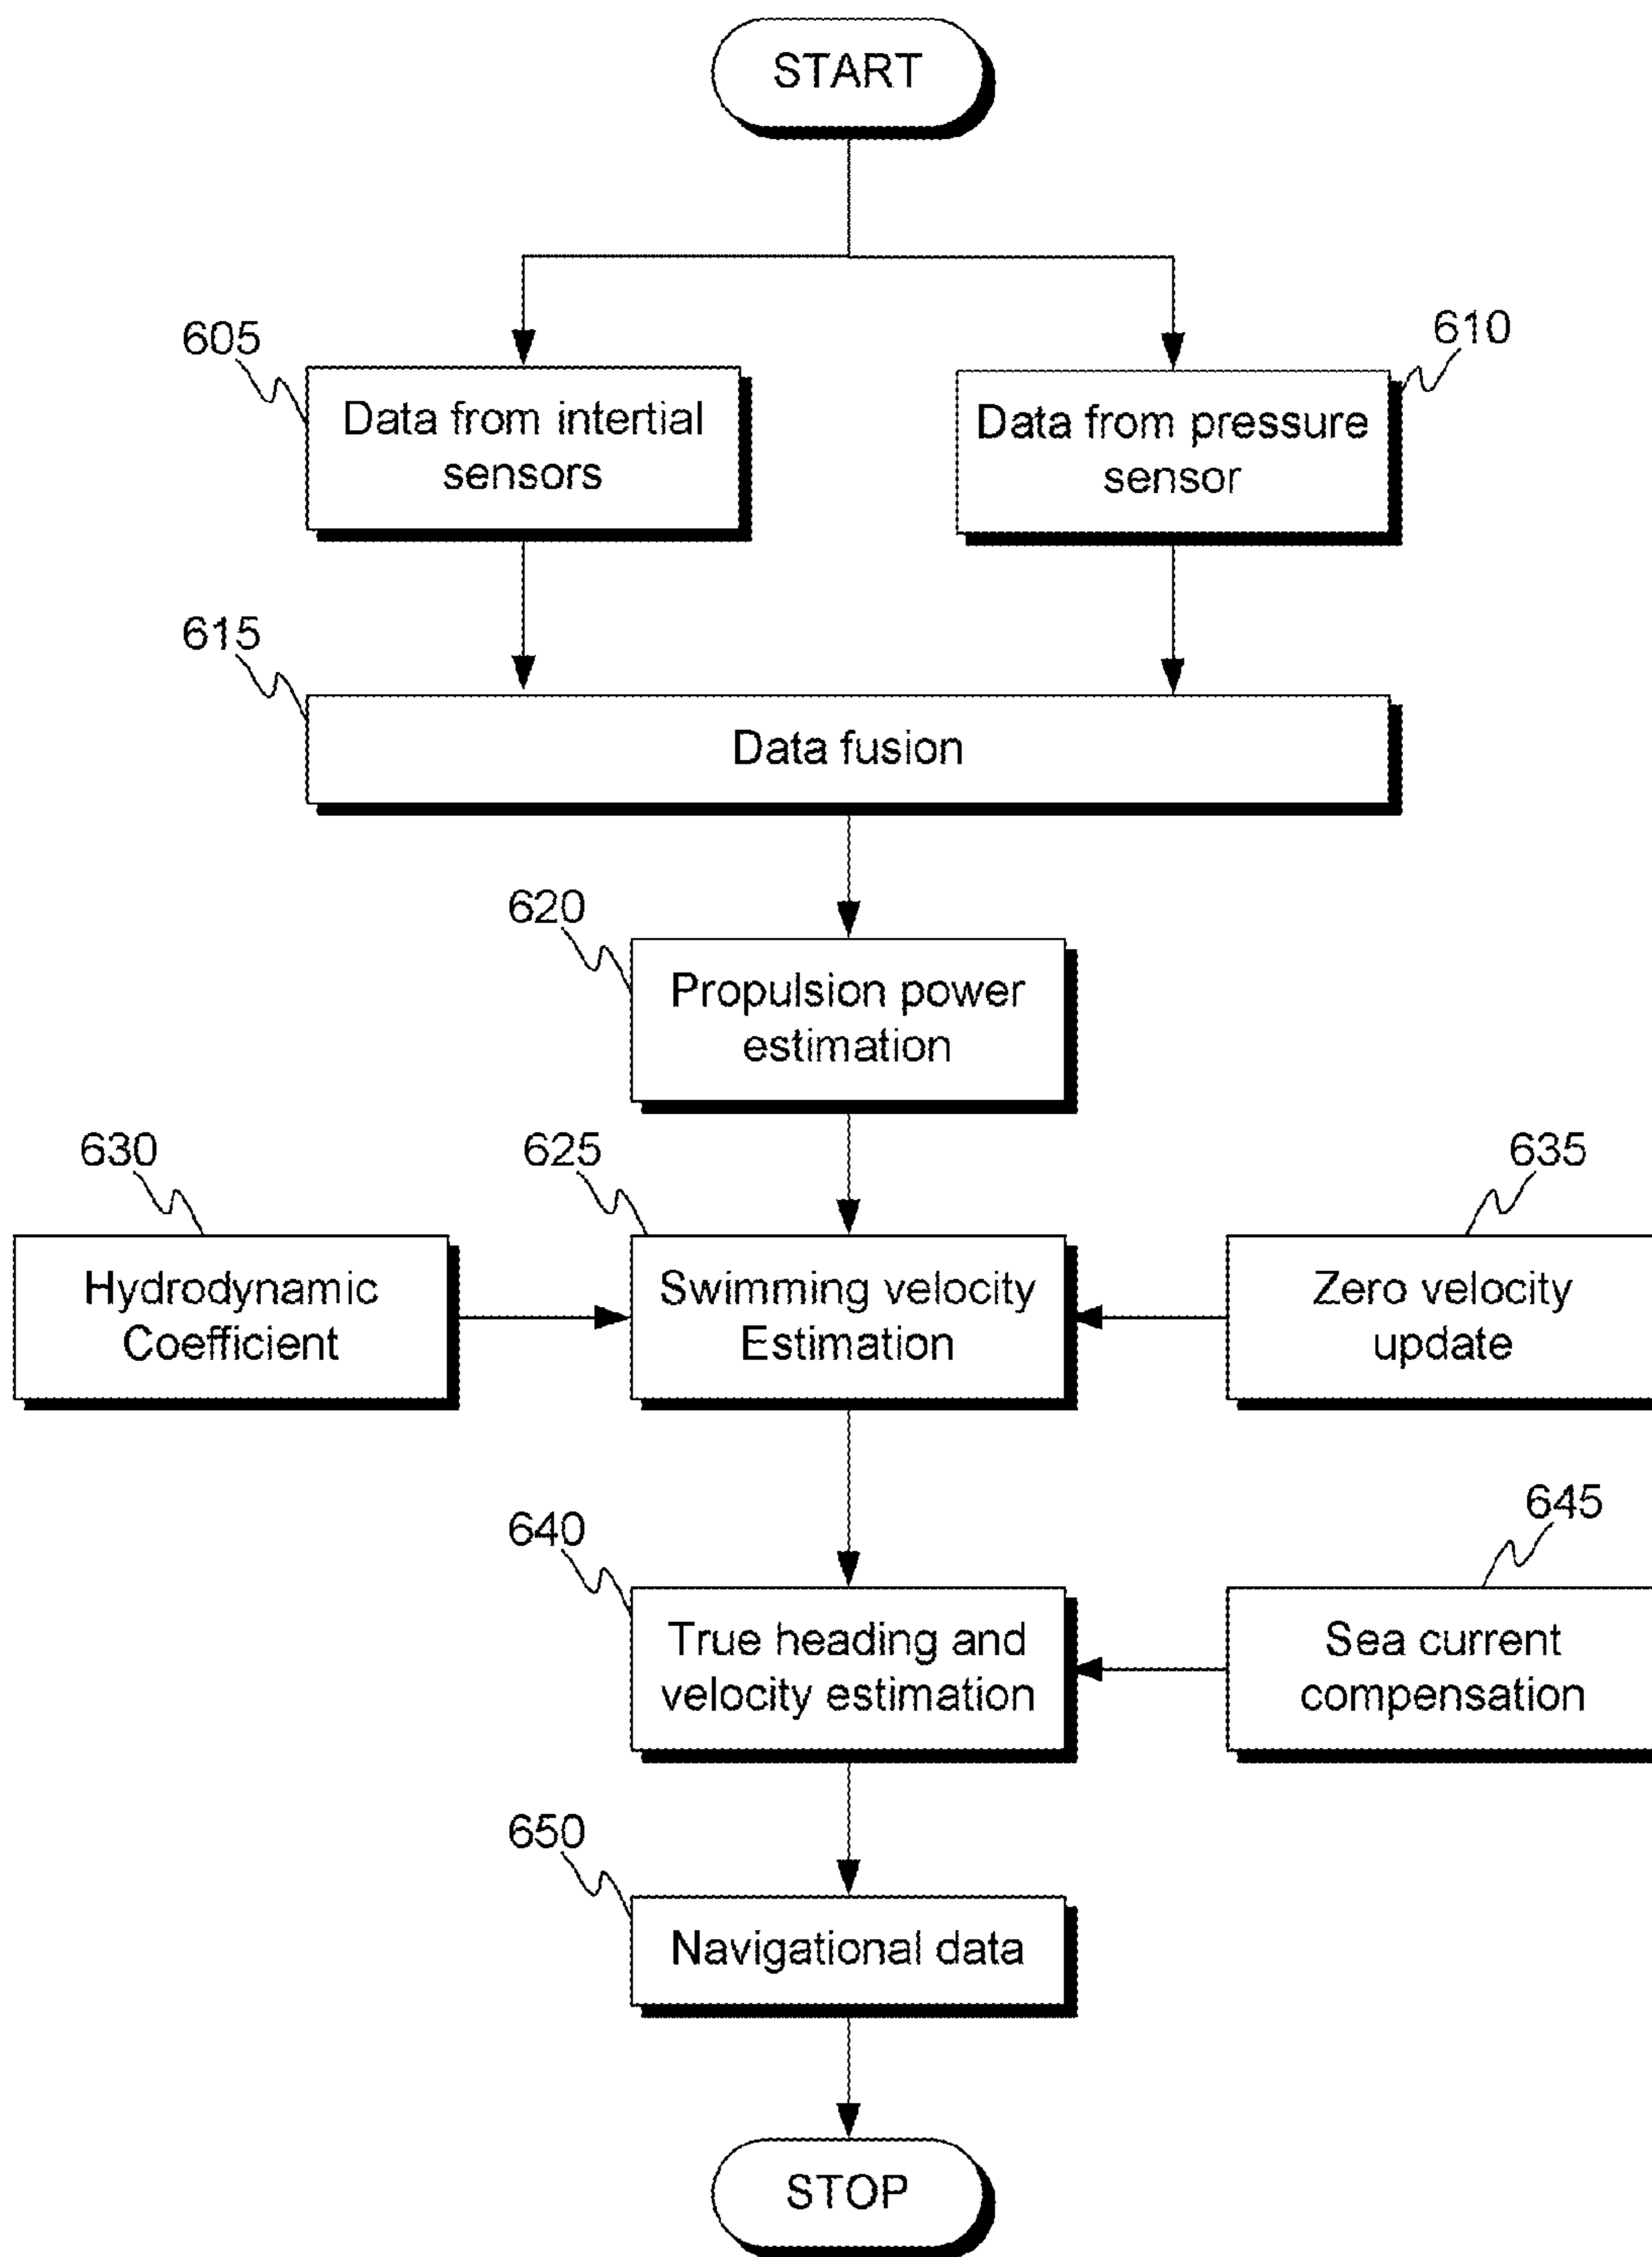 START
605
610
Data from intertial
sensors
Data from pressure
sensor
615
Data fusion
620
Propulsion power
estimation
630
625
635
Hydrodynamic
Coefficient
Swimming velocity
Estimation
Zero velocity
update
640
645
True heading and
velocity estimation
Sea current
compensation
650
Navigational data
STOP